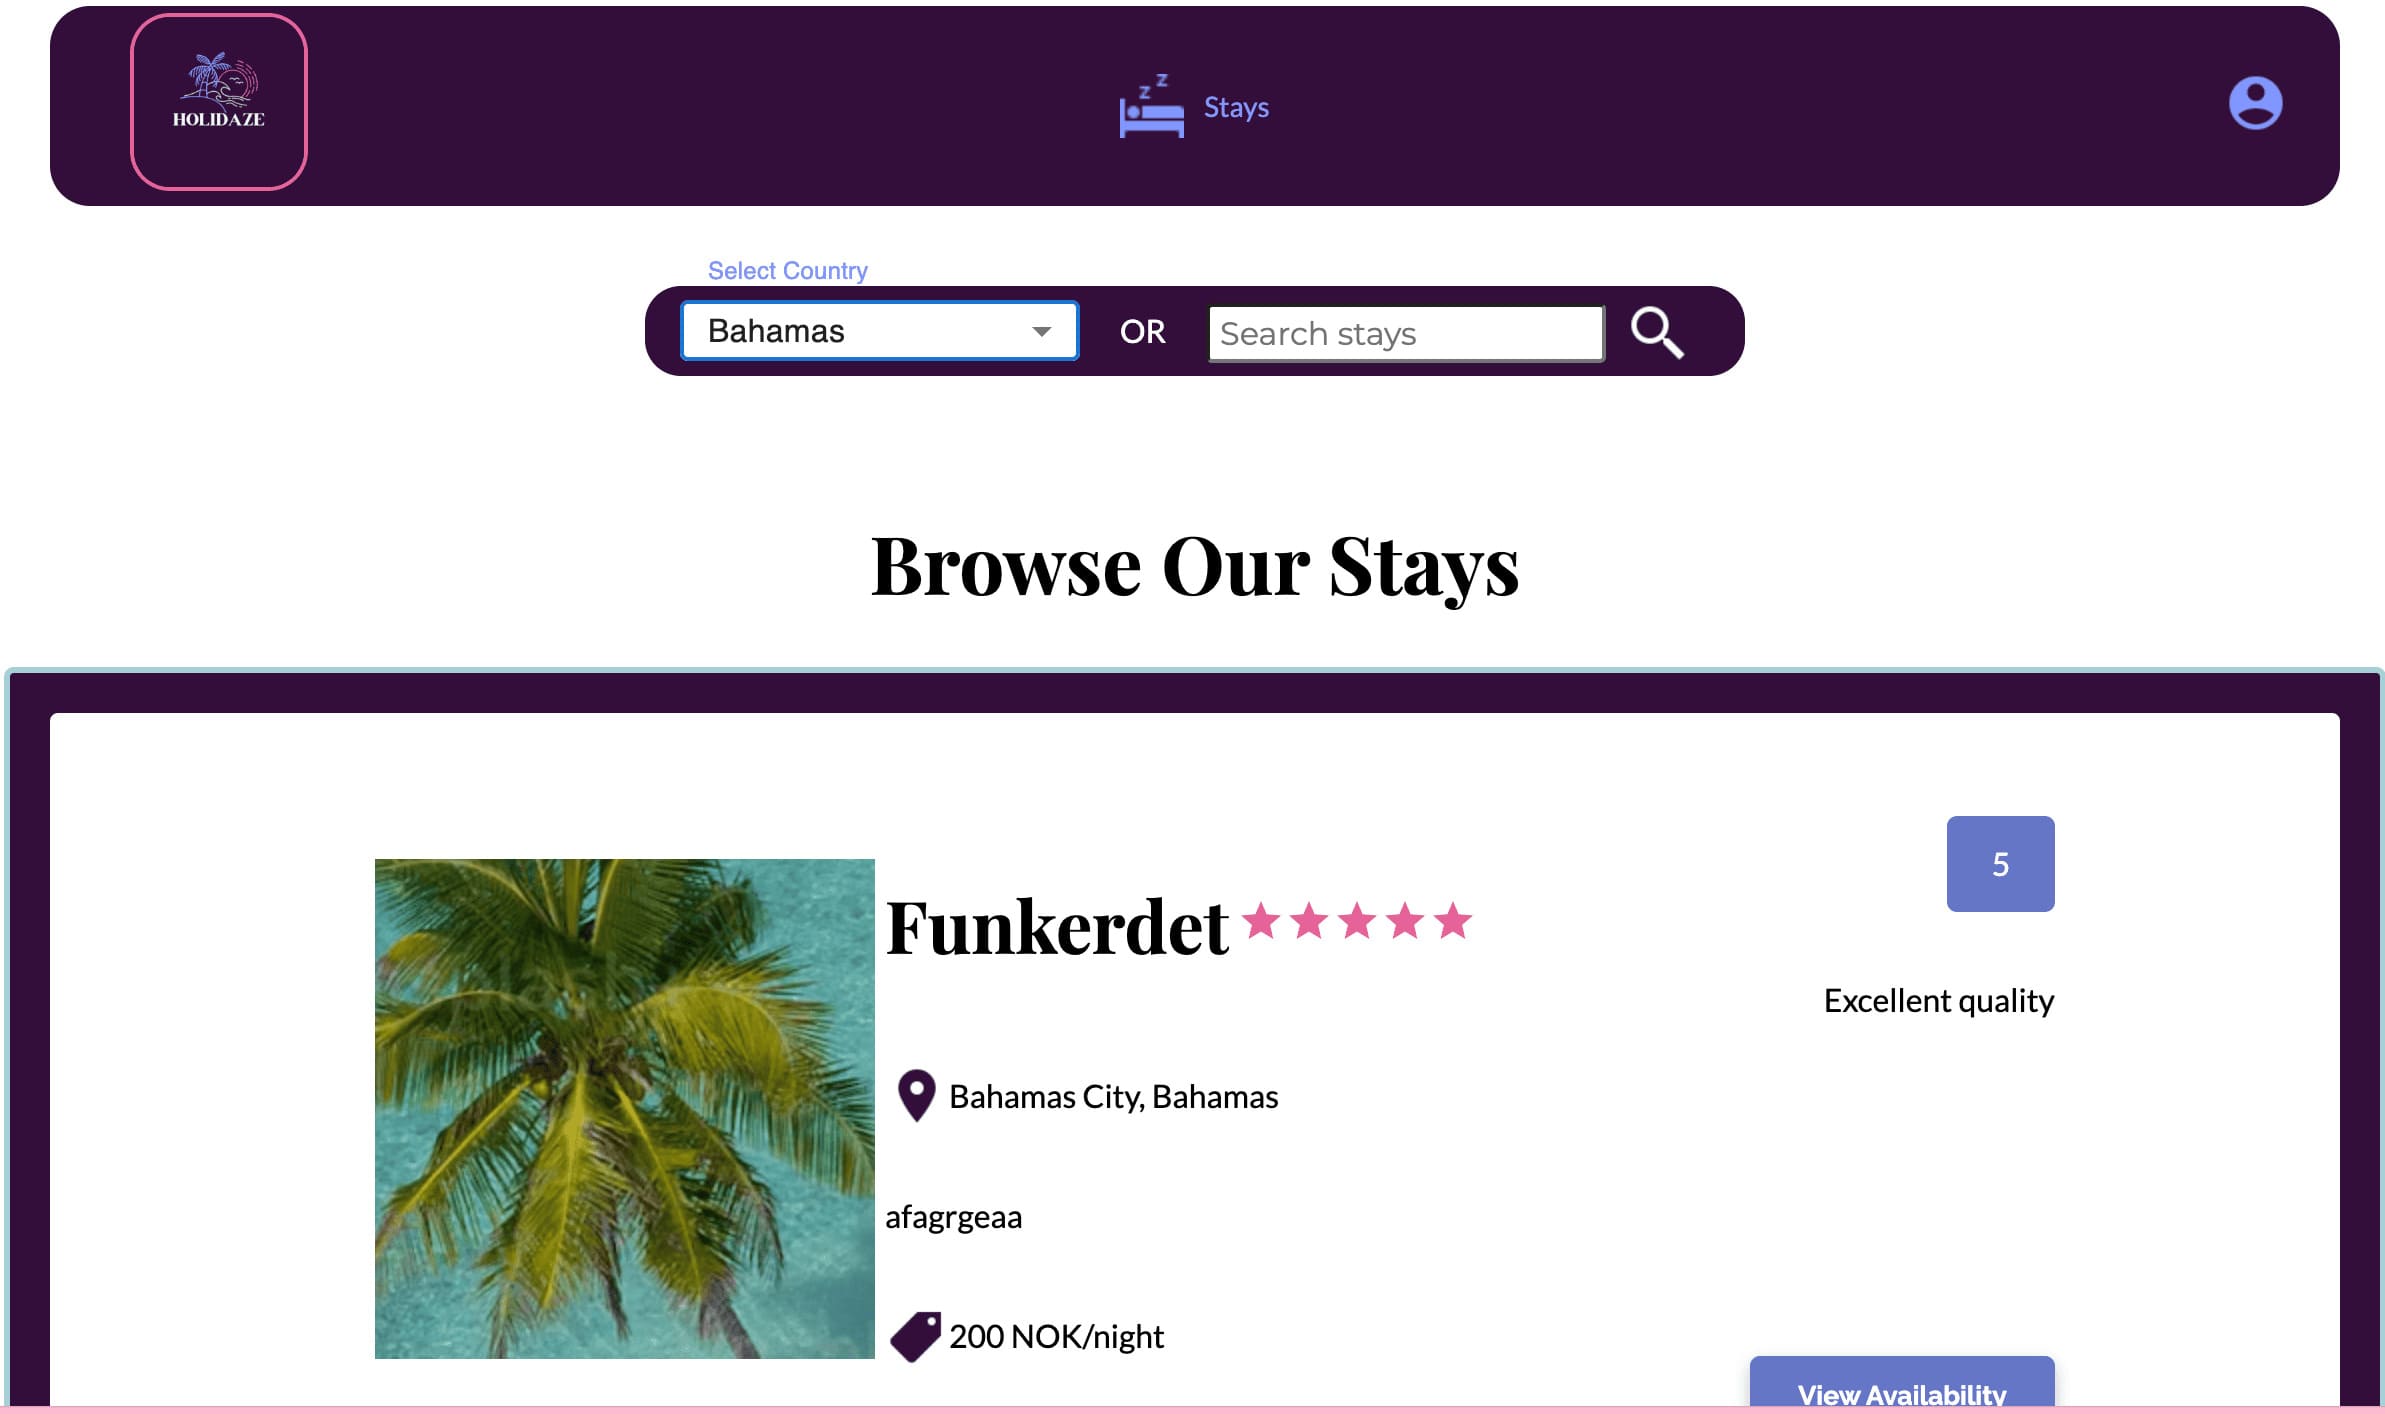 HOLIDAZE
z z
Stays
Select Country
Bahamas
OR
Search stays
Browse Our Stays
5
Funkerdet
Excellent quality
Bahamas City, Bahamas
afagrgeaa
200 NOK/night
View Availability